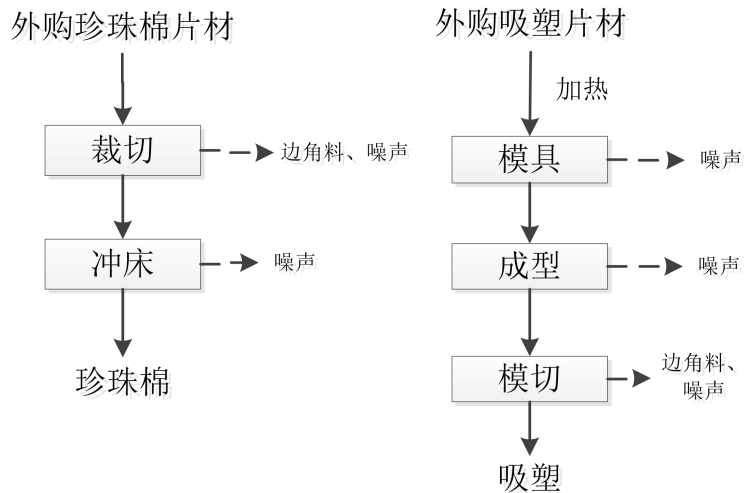 外购珍珠棉片材
裁切
边角料、噪声
冲床
噪声
珍珠棉
外购吸塑片材
加热
模具
噪声
成型
噪声
模切
边角料、
噪声
吸塑